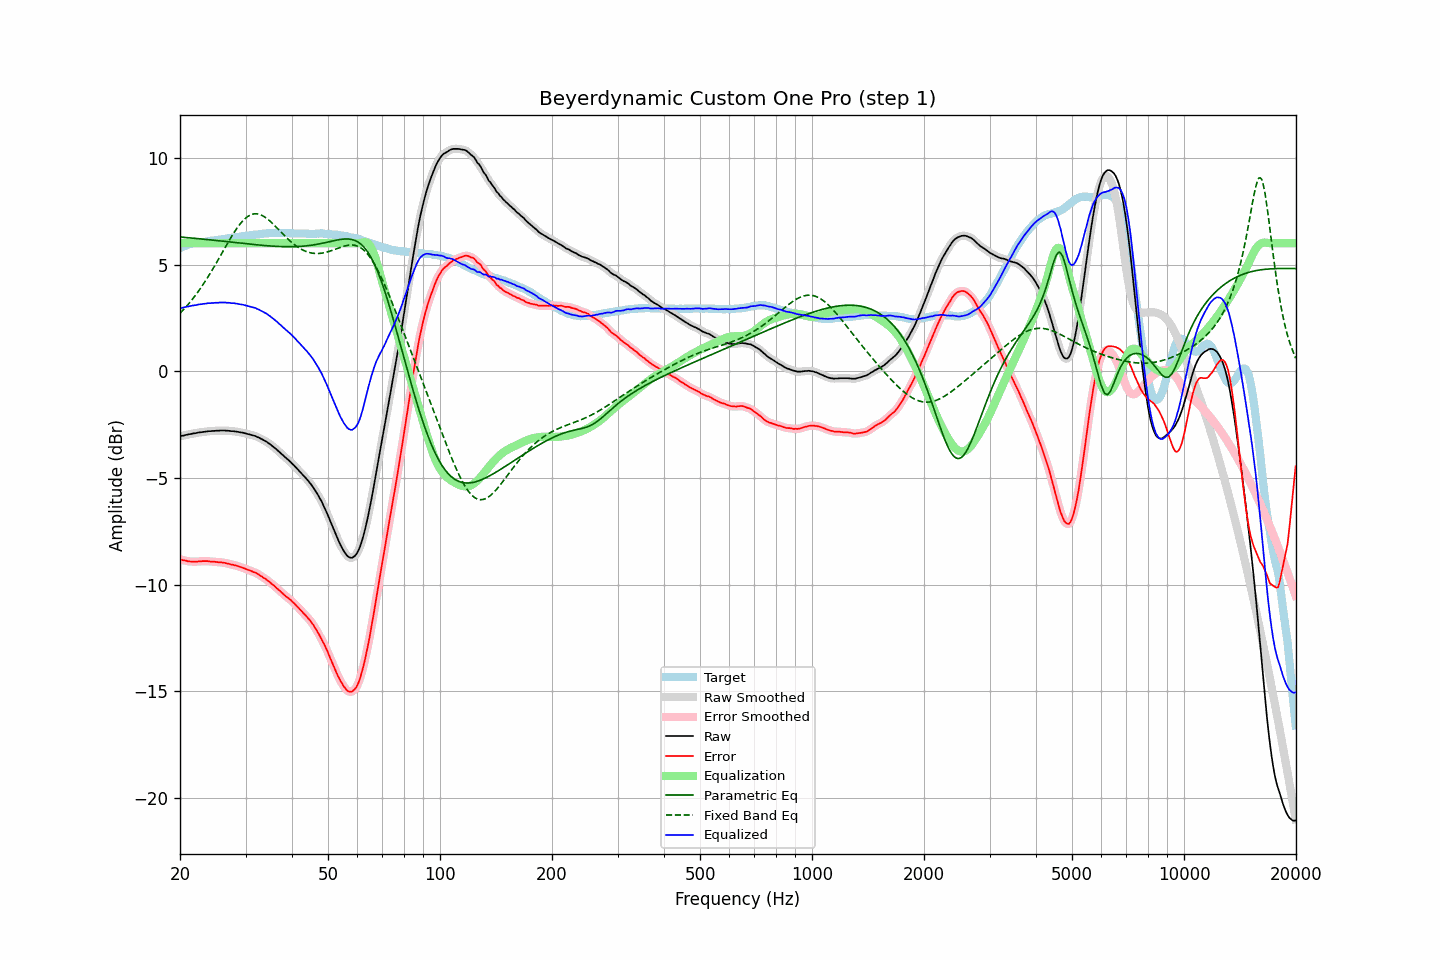 Beyerdynamic Custom One Pro (step 1)
Amplitude (dBr)
10
5
0
−5
−10
−15
−20
20
50
100
200
500
1000
2000
5000
10000
20000
Frequency (Hz)
Target
Raw Smoothed
Error Smoothed
Raw
Error
Equalization
Parametric Eq
Fixed Band Eq
Equalized